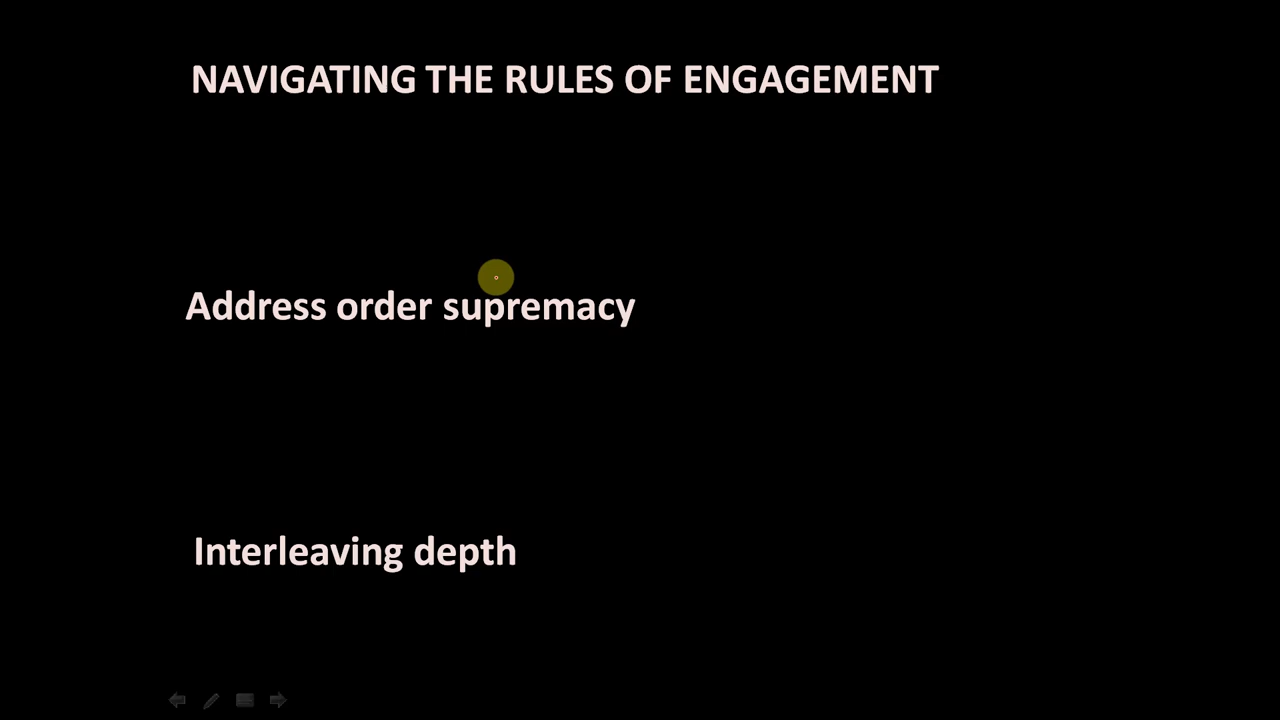 NAVIGATING THE RULES OF ENGAGEMENT
Address order supremacy
Interleaving depth